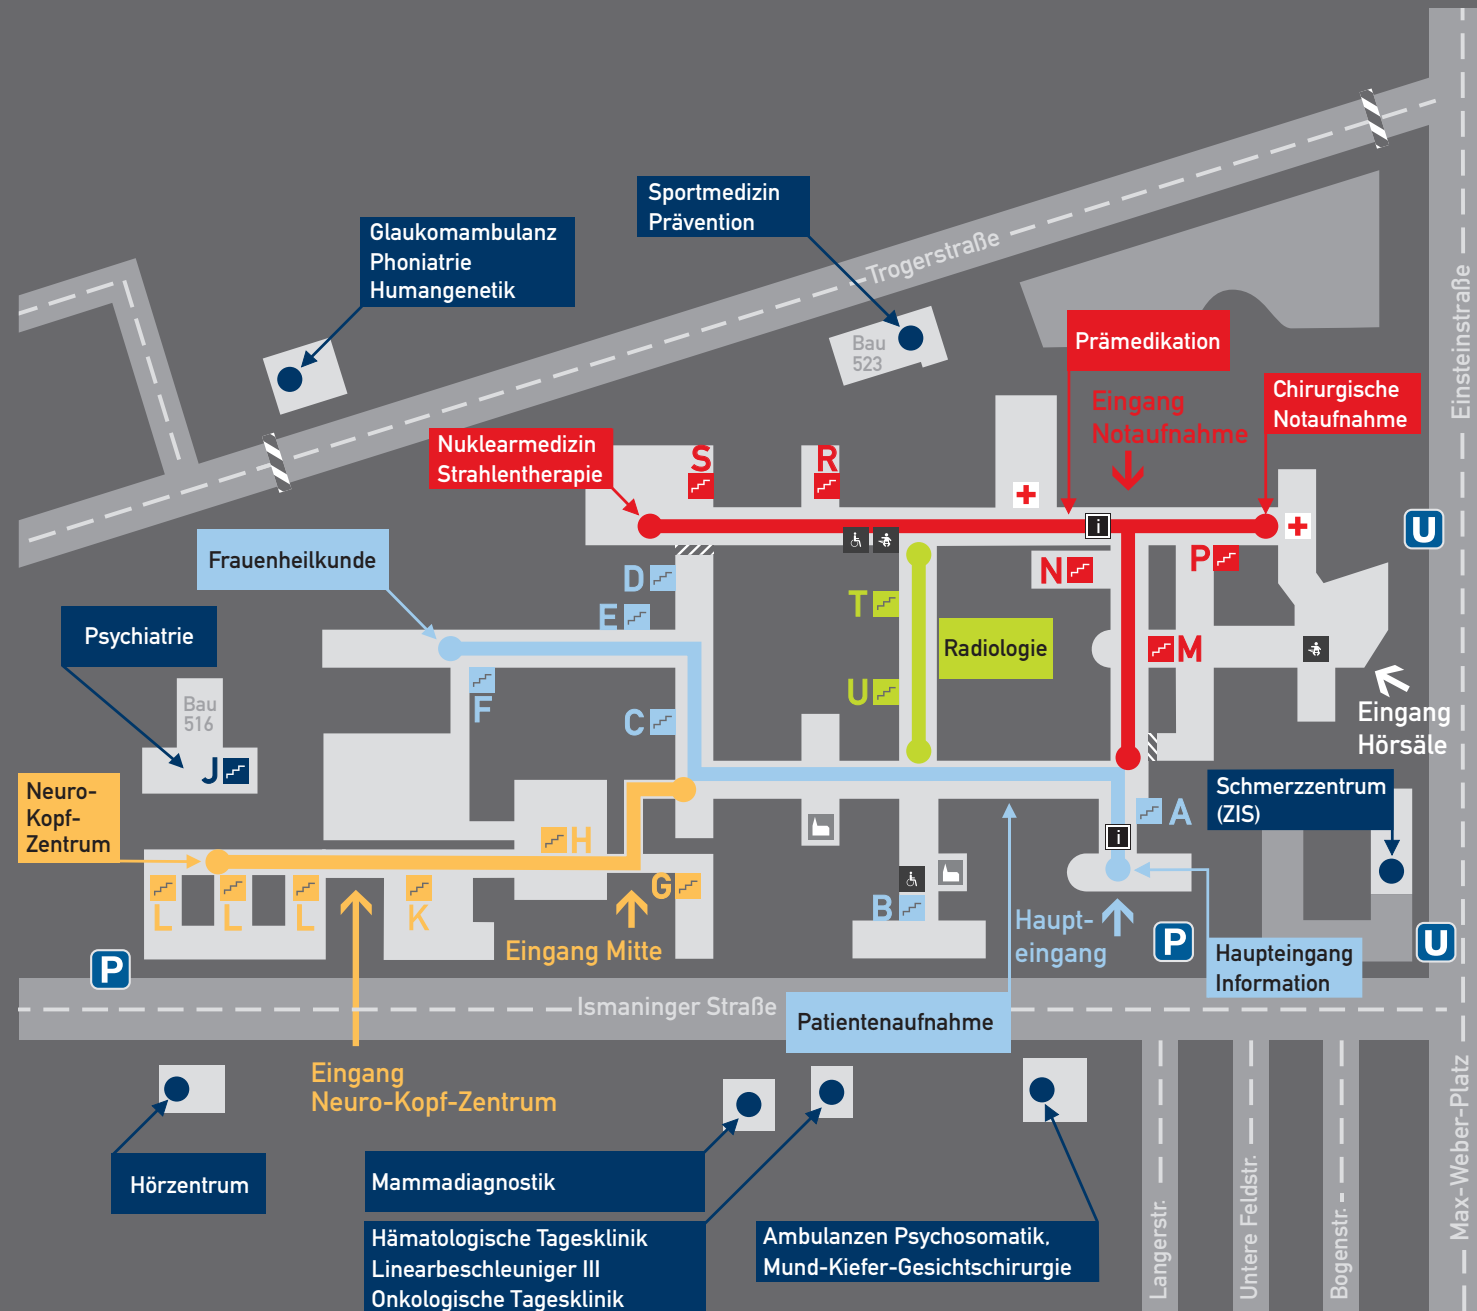 Sportmedizin
Prävention
Glaukomambulanz
Phoniatrie
Humangenetik
Trogerstraße
Einsteinstraße
Bau
523
Prämedikation
Chirurgische
Notaufnahme
Eingang
Notaufnahme
Nuklearmedizin
Strahlentherapie
S
R
i
U
Frauenheilkunde
D
E
N
P
T
Psychiatrie
Radiologie
M
Bau
516
F
C
U
Eingang
Hörsäle
J
Neuro-
Kopf-
Zentrum
Schmerzzentrum
(ZIS)
A
H
i
L
L
L
K
G
B
Eingang Mitte
Haupt-
eingang
P
U
Haupteingang
Information
P
Ismaninger Straße
Patientenaufnahme
Eingang
Neuro-Kopf-Zentrum
Max-Weber-Platz
Hörzentrum
Mammadiagnostik
Hämatologische Tagesklinik
Linearbeschleuniger III
Onkologische Tagesklinik
Ambulanzen Psychosomatik,
Mund-Kiefer-Gesichtschirurgie
Langerstr.
Untere Feldstr.
Bogenstr.